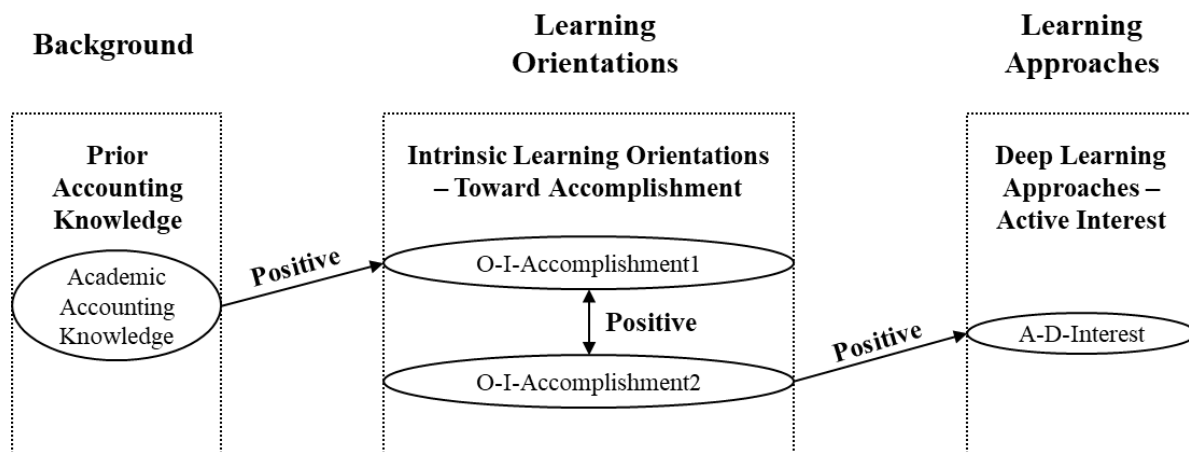 Background
Learning
Orientations
Learning
Approaches
Prior
Accounting
Knowledge
Intrinsic Learning Orientations
– Toward Accomplishment
Deep Learning
Approaches –
Active Interest
Academic
Accounting
Knowledge
Positive
O-I-Accomplishment1
Positive
O-I-Accomplishment2
Positive
A-D-Interest